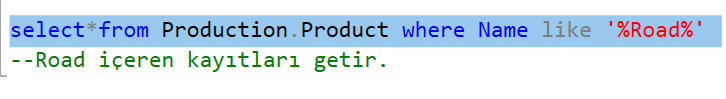 select*from Production.Product where Name like '%Road%'
--Road içeren kayıtları getir.